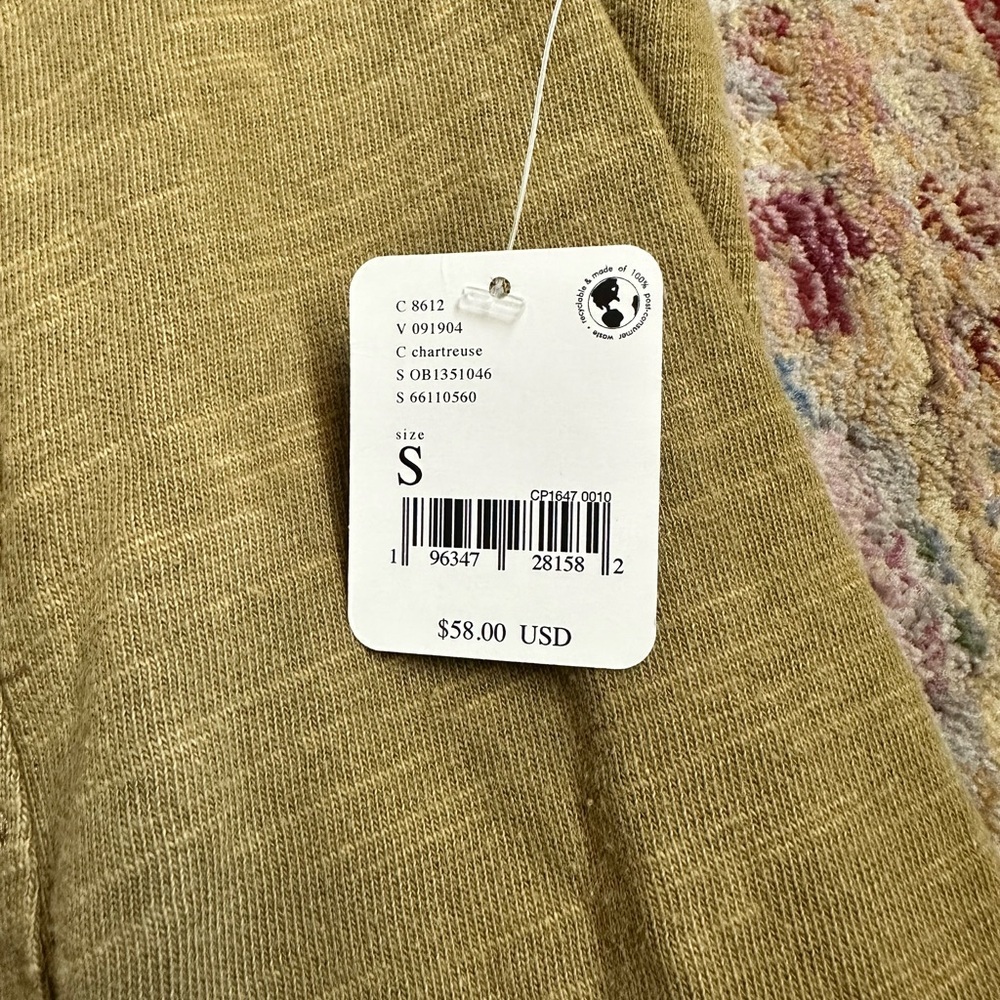 C 8612
V 091904
C chartreuse
S OB1351046
S 66110560
recyclable & made of 100% post-consumer waste •
size
S
CP1647 0010
1 96347 28158 2
$58.00 USD